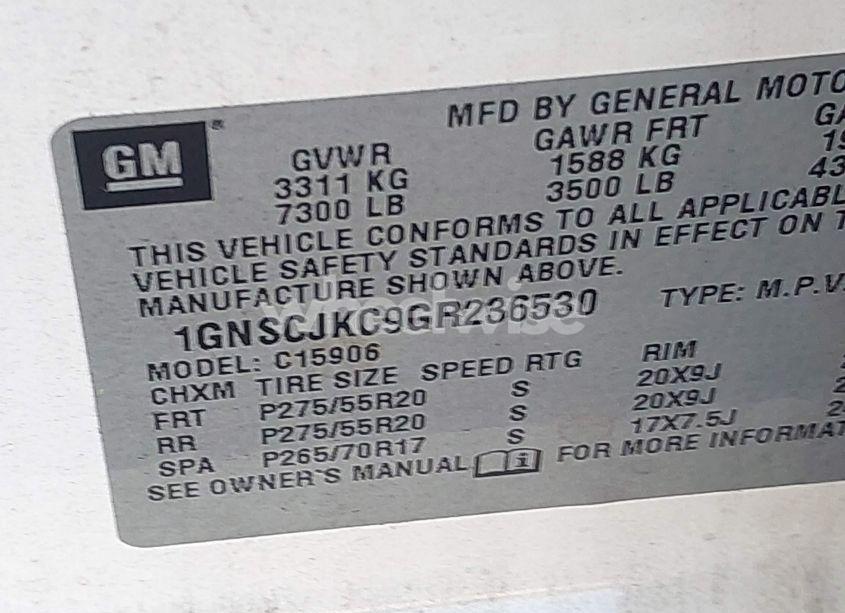 GM
®
MFD BY GENERAL MOTO
GVWR GAWR FRT GA
3311 KG 1588 KG 19
7300 LB 3500 LB 43
THIS VEHICLE CONFORMS TO ALL APPLICABL
VEHICLE SAFETY STANDARDS IN EFFECT ON T
MANUFACTURE SHOWN ABOVE.
1GNSCJKC9GR236530 TYPE: M.P.V.
MODEL: C15906
CHXM TIRE SIZE SPEED RTG RIM
FRT P275/55R20 S 20X9J
RR P275/55R20 S 20X9J
SPA P265/70R17 S 17X7.5J
SEE OWNER'S MANUAL i FOR MORE INFORMAT